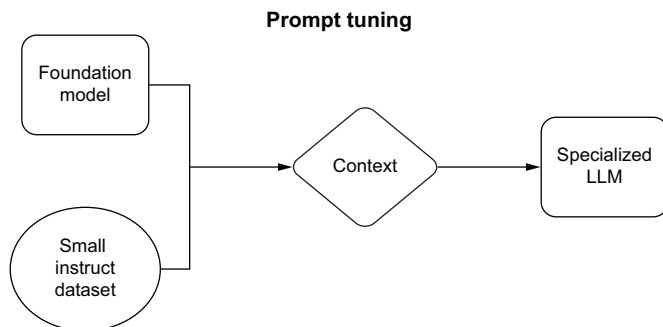 Prompt tuning
Foundation
model
Context
Specialized
LLM
Small
instruct
dataset